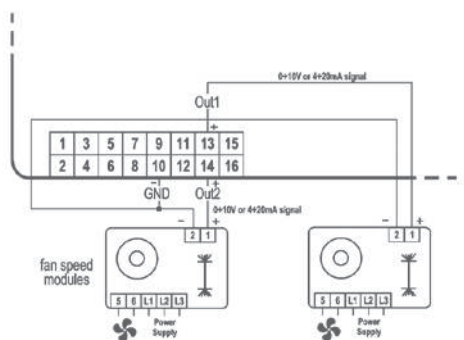 0÷10V or 4÷20mA signal
Out1
+
1 3 5 7 9 11 13 15
2 4 6 8 10 12 14 16
− +
GND Out2
0÷10V or 4÷20mA signal
− + − +
2 1 2 1
fan speed
modules
5 6 L1 L2 L3 5 6 L1 L2 L3
Power Power
Supply Supply